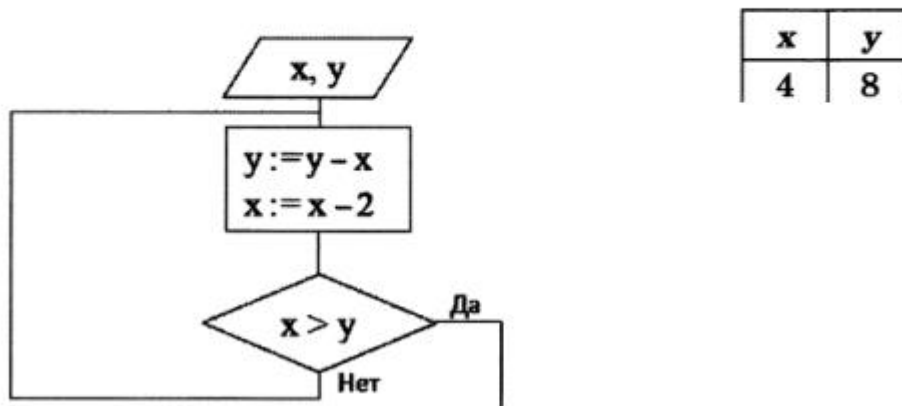 x, y
y := y – x
x := x – 2
x > y
Да
Нет
x y
4 8